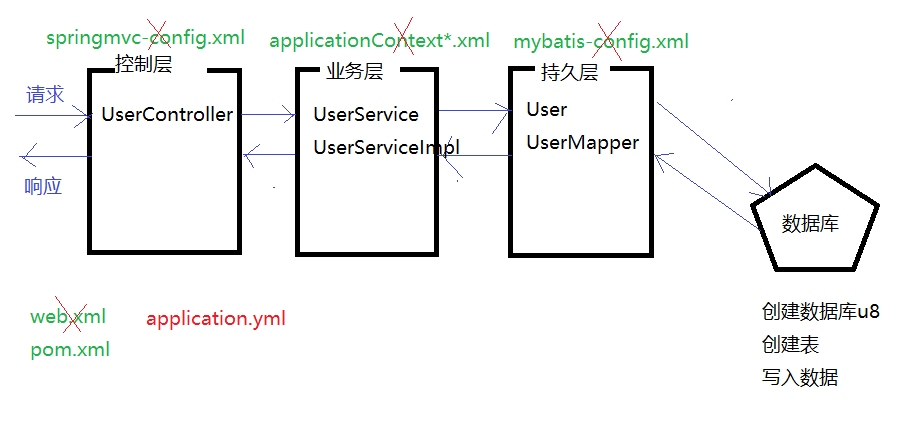 springmvc-config.xml
applicationContext*.xml
mybatis-config.xml
控制层
业务层
持久层
请求
UserController
UserService
User
UserServiceImpl
UserMapper
响应
数据库
web.xml
application.yml
pom.xml
创建数据库u8
创建表
写入数据